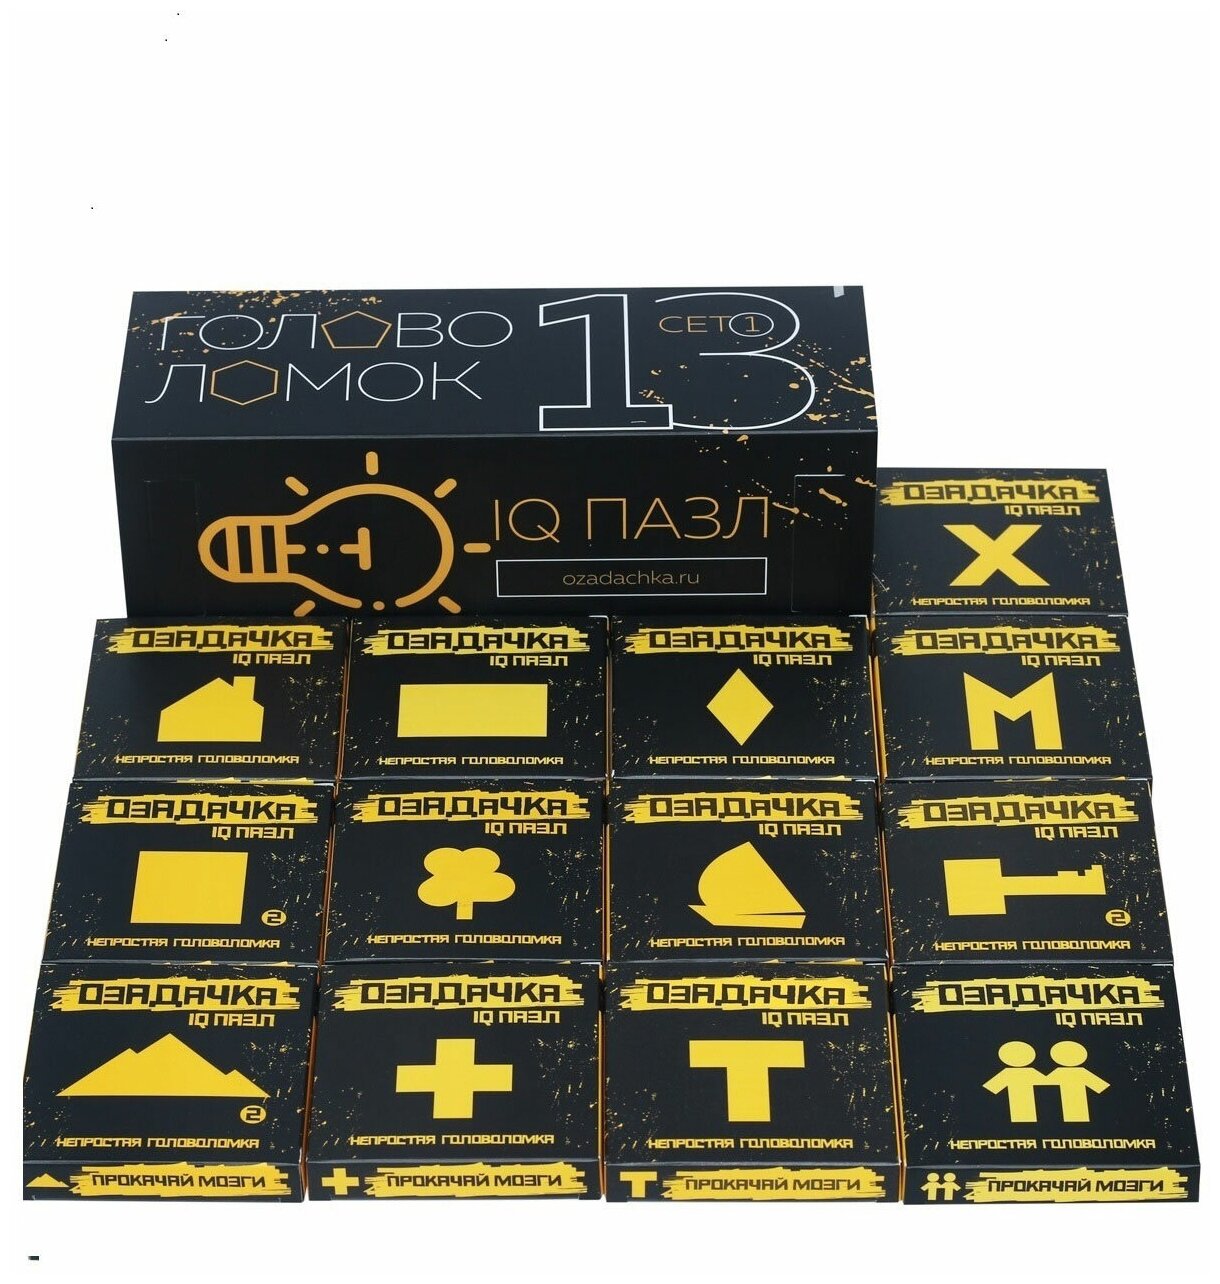 ГОЛОВО
ЛОМОК
13
СЕТ 1
IQ ПАЗЛ
ozadachka.ru
ОЗАДАЧКА
IQ ПАЗЛ
X
НЕПРОСТАЯ ГОЛОВОЛОМКА
ОЗАДАЧКА
IQ ПАЗЛ
НЕПРОСТАЯ ГОЛОВОЛОМКА
ОЗАДАЧКА
IQ ПАЗЛ
НЕПРОСТАЯ ГОЛОВОЛОМКА
ОЗАДАЧКА
IQ ПАЗЛ
НЕПРОСТАЯ ГОЛОВОЛОМКА
ОЗАДАЧКА
IQ ПАЗЛ
М
НЕПРОСТАЯ ГОЛОВОЛОМКА
ОЗАДАЧКА
IQ ПАЗЛ
2
НЕПРОСТАЯ ГОЛОВОЛОМКА
ОЗАДАЧКА
IQ ПАЗЛ
НЕПРОСТАЯ ГОЛОВОЛОМКА
ОЗАДАЧКА
IQ ПАЗЛ
НЕПРОСТАЯ ГОЛОВОЛОМКА
ОЗАДАЧКА
IQ ПАЗЛ
2
НЕПРОСТАЯ ГОЛОВОЛОМКА
ОЗАДАЧКА
IQ ПАЗЛ
2
НЕПРОСТАЯ ГОЛОВОЛОМКА
ПРОКАЧАЙ МОЗГИ
ОЗАДАЧКА
IQ ПАЗЛ
НЕПРОСТАЯ ГОЛОВОЛОМКА
ПРОКАЧАЙ МОЗГИ
ОЗАДАЧКА
IQ ПАЗЛ
Т
НЕПРОСТАЯ ГОЛОВОЛОМКА
Т ПРОКАЧАЙ МОЗГИ
ОЗАДАЧКА
IQ ПАЗЛ
НЕПРОСТАЯ ГОЛОВОЛОМКА
ПРОКАЧАЙ МОЗГИ